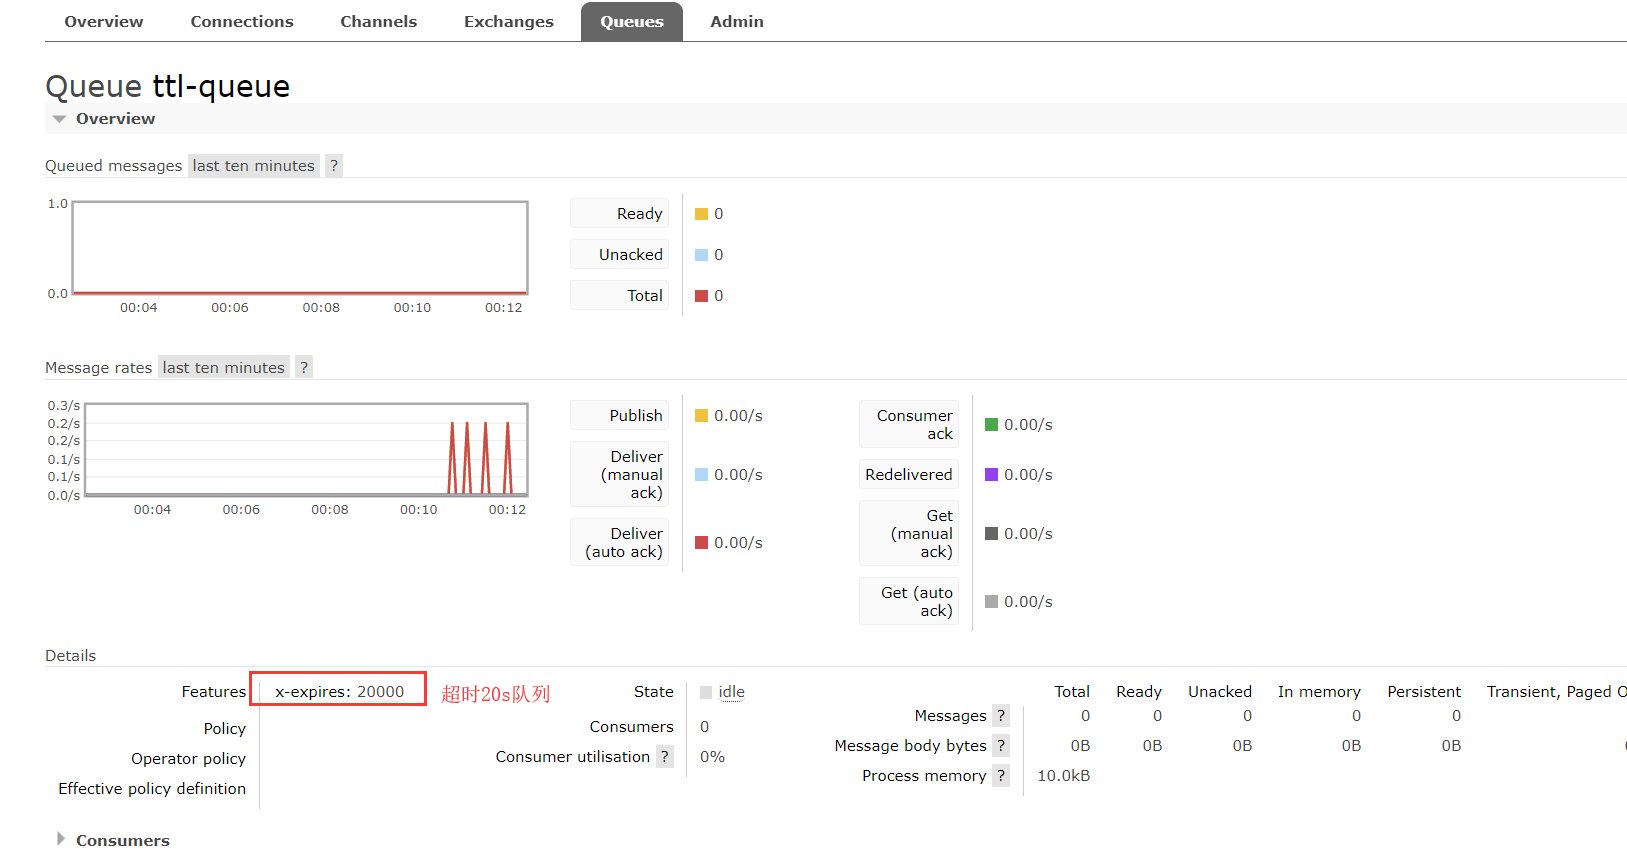 Overview Connections Channels Exchanges Queues Admin
Queue ttl-queue
Overview
Queued messages last ten minutes ?
1.0
0.0
00:04 00:06 00:08 00:10 00:12
Ready 0
Unacked 0
Total 0
Message rates last ten minutes ?
0.3/s
0.2/s
0.2/s
0.1/s
0.1/s
0.0/s
00:04 00:06 00:08 00:10 00:12
Publish 0.00/s
Deliver
(manual 0.00/s
ack)
Deliver
(auto ack) 0.00/s
Consumer
ack 0.00/s
Redelivered 0.00/s
Get
(manual 0.00/s
ack)
Get (auto
ack) 0.00/s
Details
Features x-expires: 20000 超时20s队列
Policy
Operator policy
Effective policy definition
State idle
Consumers 0
Consumer utilisation ? 0%
Total Ready Unacked In memory Persistent Transient, Paged O
Messages ? 0 0 0 0 0
Message body bytes ? 0B 0B 0B 0B 0B
Process memory ? 10.0kB
Consumers